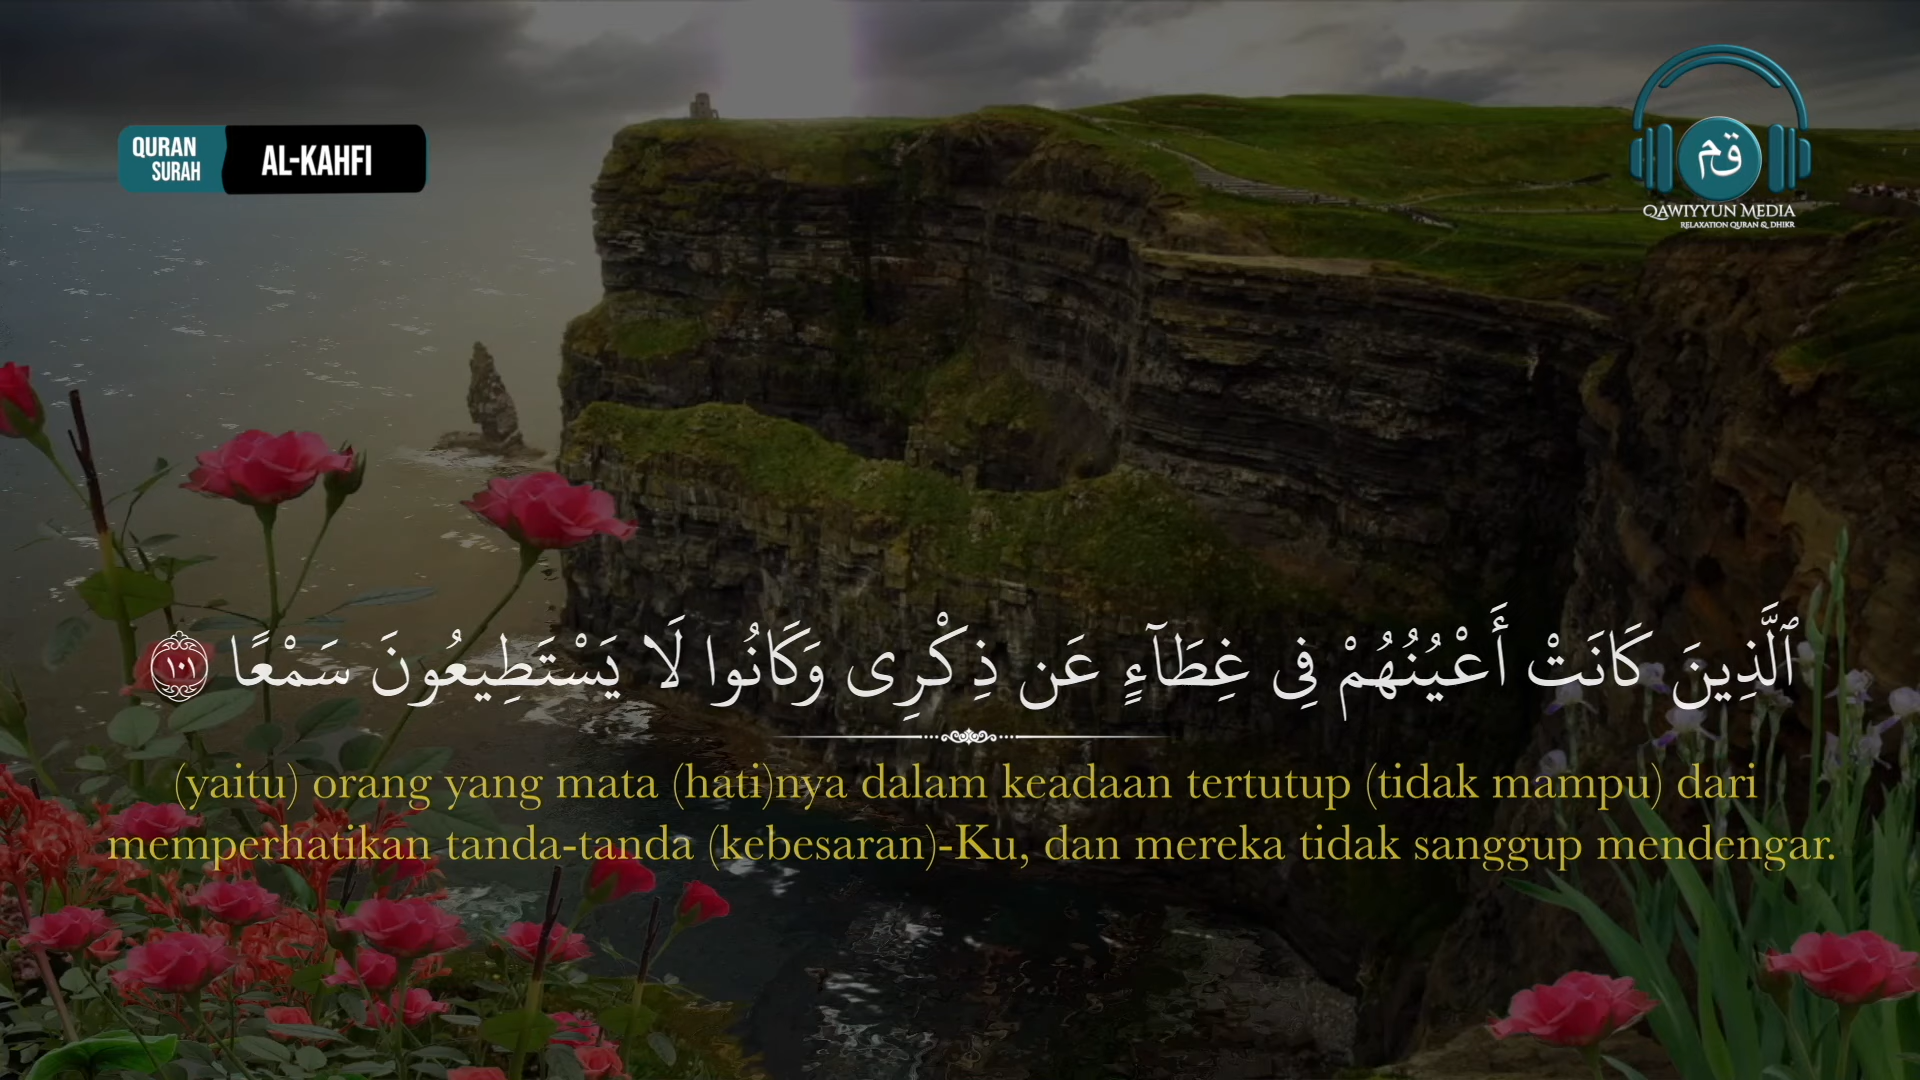 QURAN
SURAH
AL-KAHFI
قم
QAWIYYUN MEDIA
RELAXATION QURAN & DHIKR
ٱلَّذِينَ كَانَتْ أَعْيُنُهُمْ فِى غِطَآءٍ عَن ذِكْرِى وَكَانُوا لَا يَسْتَطِيعُونَ سَمْعًا ١٠١
(yaitu) orang yang mata (hati)nya dalam keadaan tertutup (tidak mampu) dari
memperhatikan tanda-tanda (kebesaran)-Ku, dan mereka tidak sanggup mendengar.